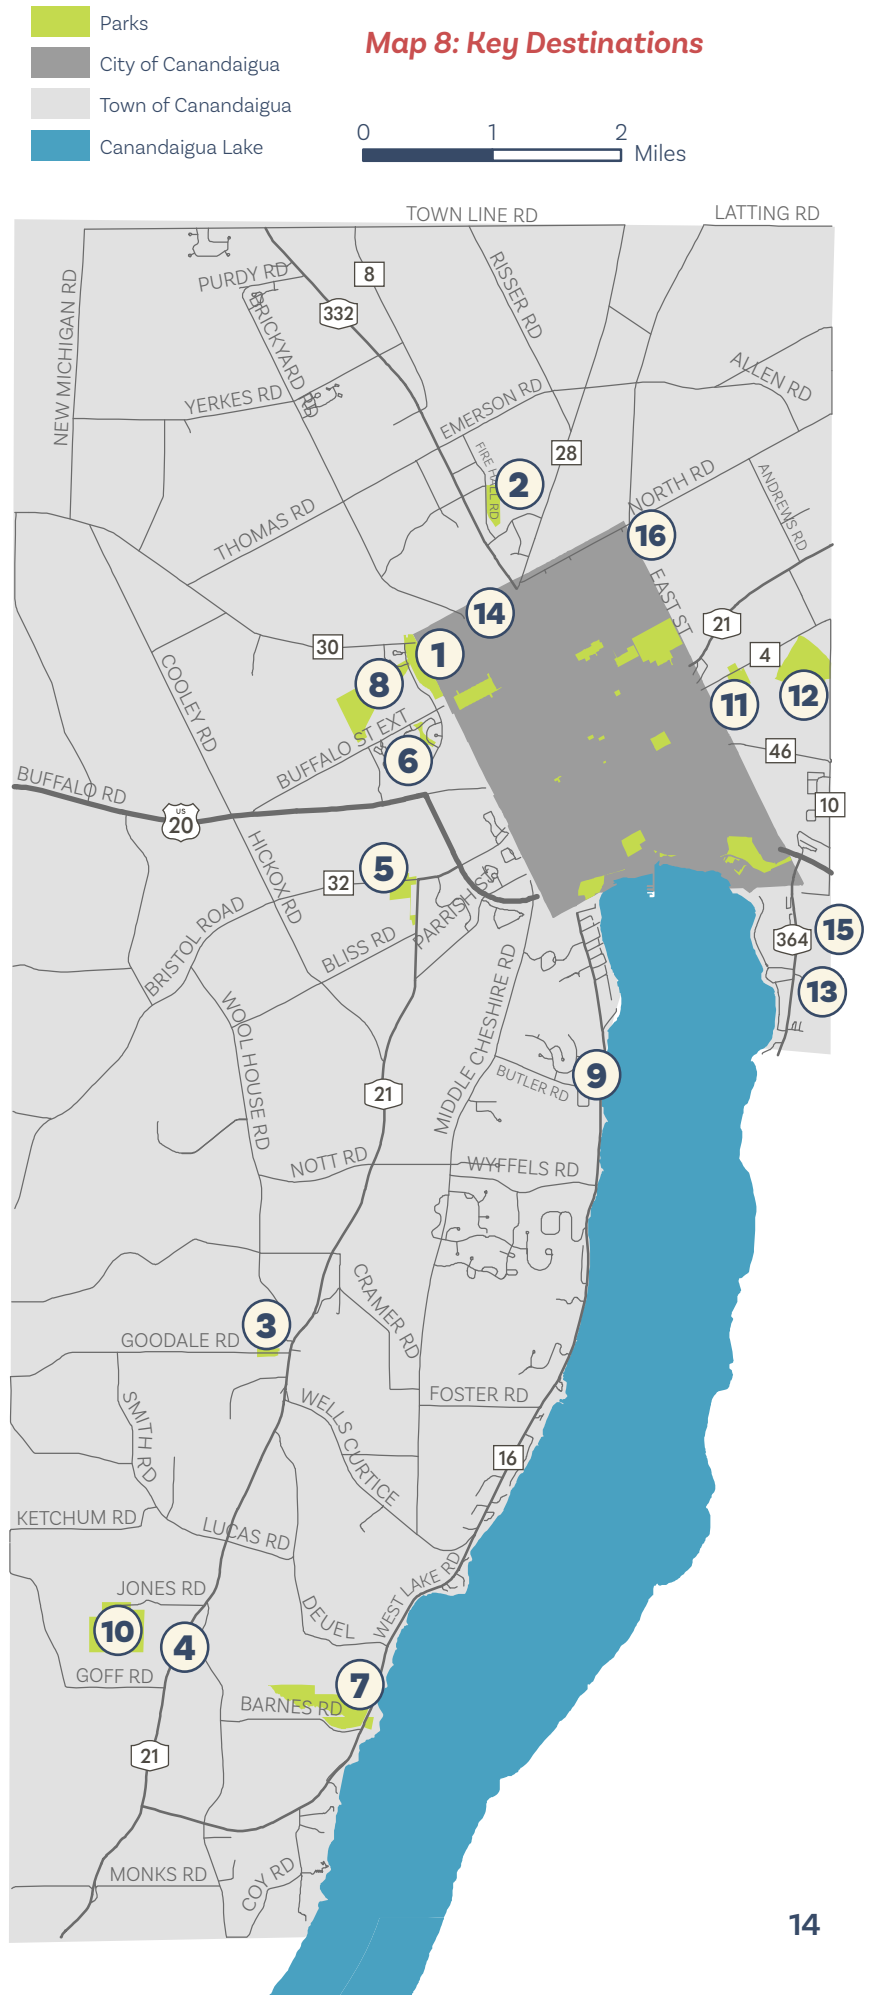 Parks
City of Canandaigua
Town of Canandaigua
Canandaigua Lake
Map 8: Key Destinations
0 1 2
Miles
TOWN LINE RD
LATTING RD
NEW MICHIGAN RD
PURDY RD
8
332
BRICKYARD RD
RISSER RD
YERKES RD
ALLEN RD
EMERSON RD
28
FIRE HALL RD
2
NORTH RD
ANDREWS RD
THOMAS RD
16
EAST ST
14
21
30
1
4
8
11
12
COOLEY RD
BUFFALO ST EXT
6
46
BUFFALO RD
US
20
10
HICKOX RD
5
32
PARRISH ST
BRISTOL ROAD
BLISS RD
15
364
13
WOOL HOUSE RD
MIDDLE CHESHIRE RD
9
BUTLER RD
21
NOTT RD
WYFFELS RD
CRAMER RD
3
GOODALE RD
SMITH RD
WELLS CURTICE
FOSTER RD
16
KETCHUM RD
LUCAS RD
JONES RD
WEST LAKE RD
DEUEL
10
4
GOFF RD
7
BARNES RD
21
MONKS RD
COY RD
14